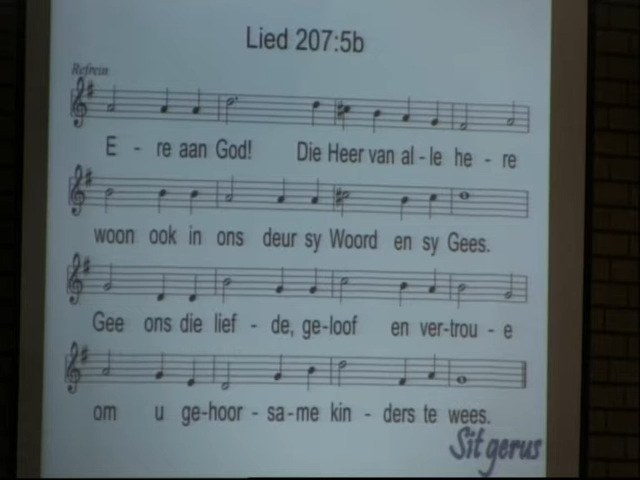 Lied 207:5b
Refrein
E - re aan God! Die Heer van al - le he - re
woon ook in ons deur sy Woord en sy Gees.
Gee ons die lief - de, ge-loof en ver-trou - e
om u ge-hoor - sa-me kin - ders te wees.
Sit gerus